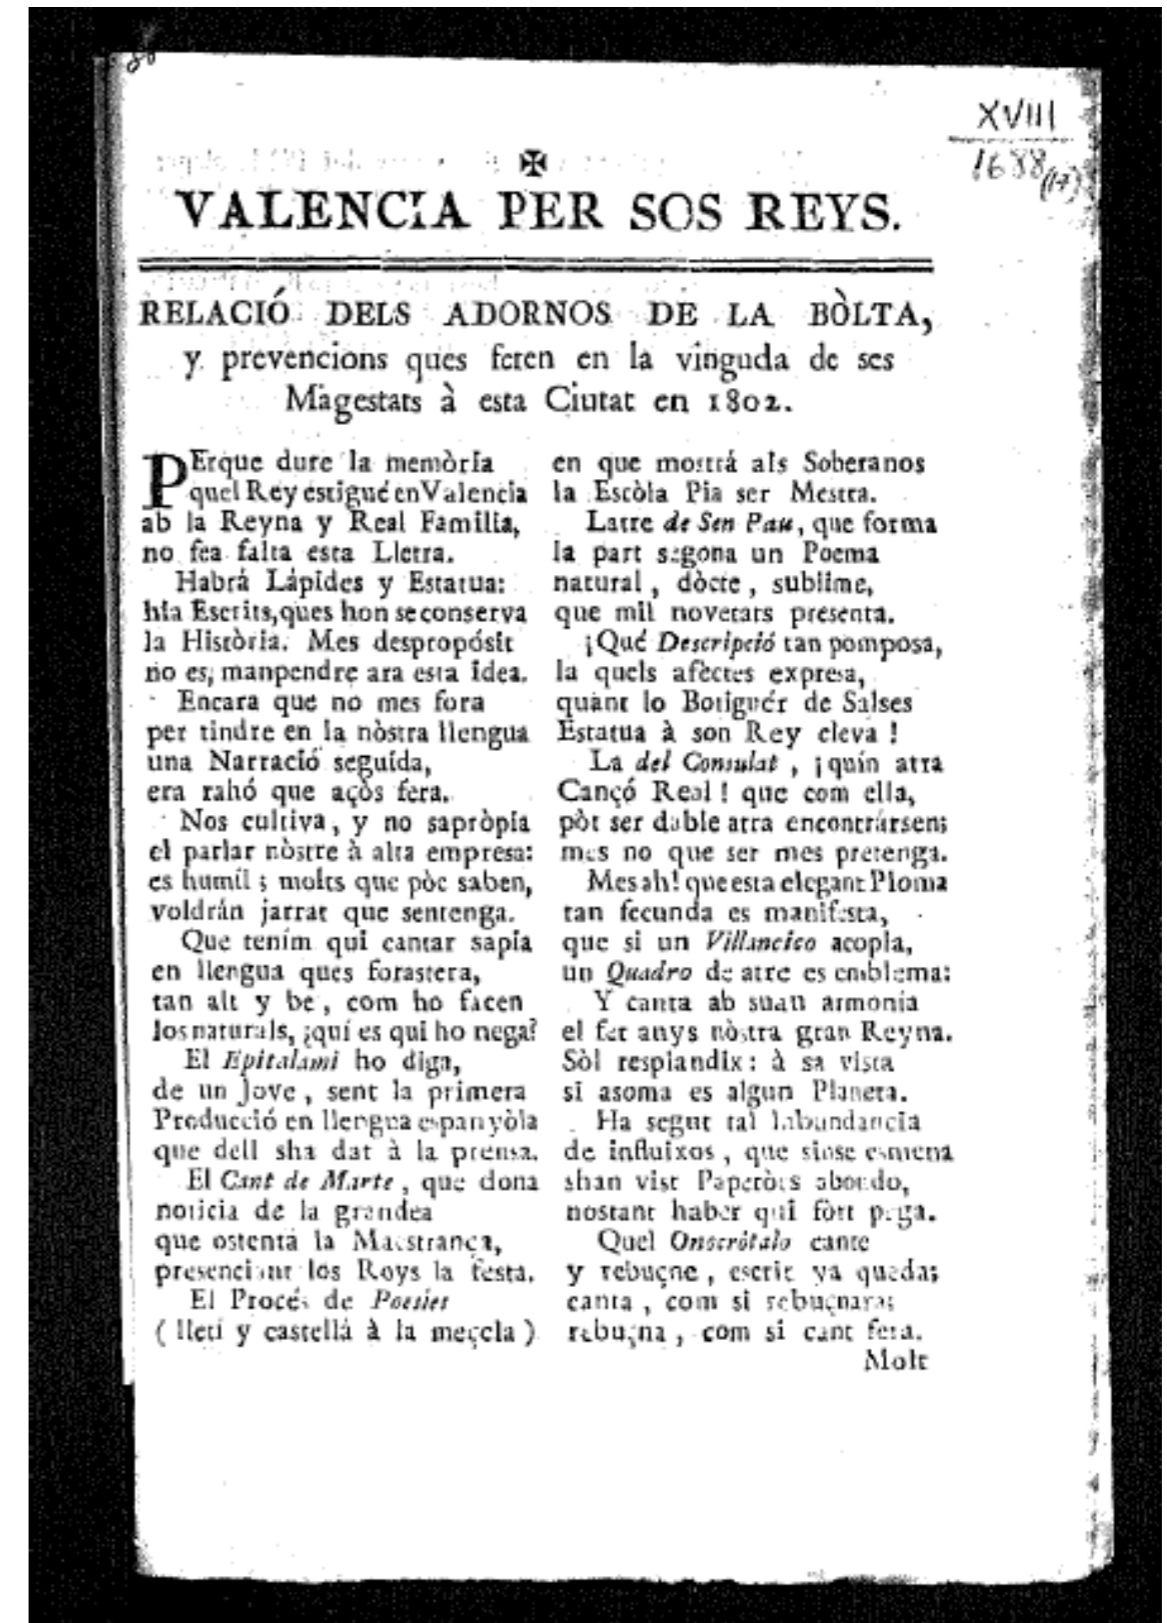 XVIII
1688
(17)
✠
VALENCIA PER SOS REYS.
RELACIÓ DELS ADORNOS DE LA BÒLTA,
y prevencions ques feren en la vinguda de ses
Magestats à esta Ciutat en 1802.
PErque dure la memòria
quel Rey estigué en Valencia
ab la Reyna y Real Familia,
no fea falta esta Lletra.
Habrá Lápides y Estatua:
hia Escrits, ques hon se conserva
la Història. Mes despropósit
no es, manpendre ara esta idea.
Encara que no mes fora
per tindre en la nòstra llengua
una Narració seguida,
era rahó que açòs fera.
Nos cultiva, y no sapròpia
el parlar nòstre à alta empresa:
es humil; molts que pòc saben,
voldrán jarrar que sentenga.
Que tením qui cantar sapia
en llengua ques forastera,
tan alt y be, com ho facen
los naturals, ¿quí es qui ho nega?
El Epitalami ho diga,
de un Jove, sent la primera
Producció en llengua espanyòla
que dell sha dat à la prensa.
El Cant de Marte, que dona
noticia de la grandea
que ostentá la Maestrança,
presenciant los Reys la festa.
El Procés de Poesies
(lletí y castellá à la meçcla)
en que mostrá als Soberanos
la Escòla Pia ser Mestra.
Latre de Sen Pau, que forma
la part segona un Poema
natural, dòcte, sublime,
que mil novetats presenta.
¡Qué Descripció tan pomposa,
la quels afèctes expresa,
quant lo Botiguér de Salses
Estatua à son Rey eleva!
La del Consulat, ¡quín atra
Cançó Real! que com ella,
pòt ser dable atra encontrársen;
mes no que ser mes pretenga.
Mes ah! que esta elegant Ploma
tan fecunda es manifesta,
que si un Villancico acopla,
un Quadro de atre es emblema:
Y canta ab suau armonia
el fer anys nòstra gran Reyna.
Sòl resplandix: à sa vista
si asoma es algun Planeta.
Ha segut tal labundancia
de influixos, que sinse esmena
shan vist Paperòts abondo,
nostant haber qui fòrt pega.
Quel Onocròtalo cante
y rebuçne, escrit ya queda;
canta, com si rebuçnara;
rebuçna, com si cant fera.
Molt